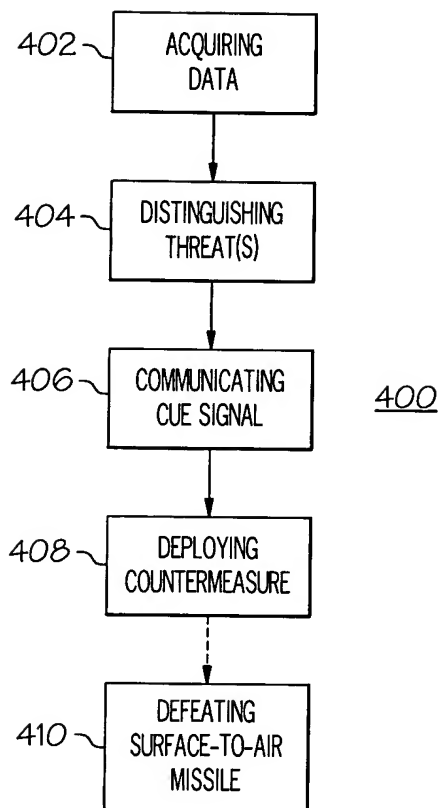 402
ACQUIRING
DATA
404
DISTINGUISHING
THREAT(S)
406
COMMUNICATING
CUE SIGNAL
400
408
DEPLOYING
COUNTERMEASURE
410
DEFEATING
SURFACE-TO-AIR
MISSILE